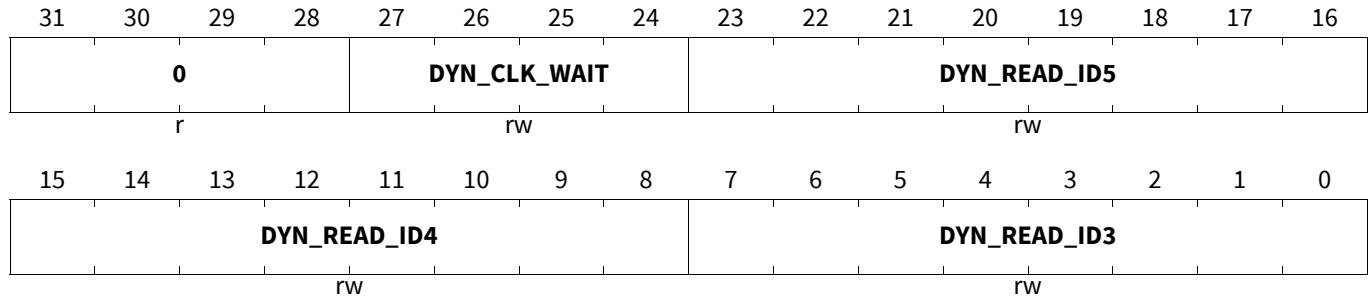 31 30 29 28 27 26 25 24 23 22 21 20 19 18 17 16
0 DYN_CLK_WAIT DYN_READ_ID5
r rw rw
15 14 13 12 11 10 9 8 7 6 5 4 3 2 1 0
DYN_READ_ID4 DYN_READ_ID3
rw rw